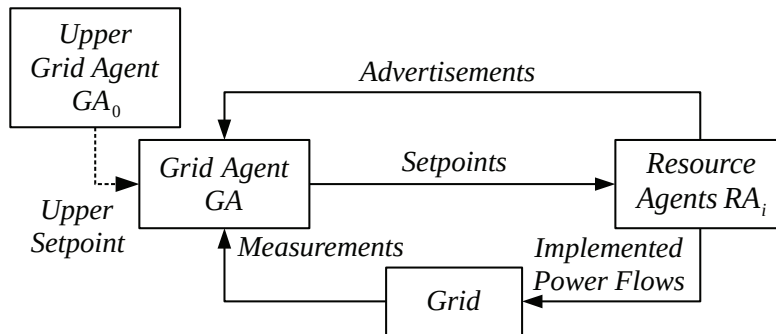 Upper
Grid Agent
GA₀
Advertisements
Grid Agent
GA
Setpoints
Resource
Agents RAᵢ
Upper
Setpoint
Measurements
Implemented
Power Flows
Grid